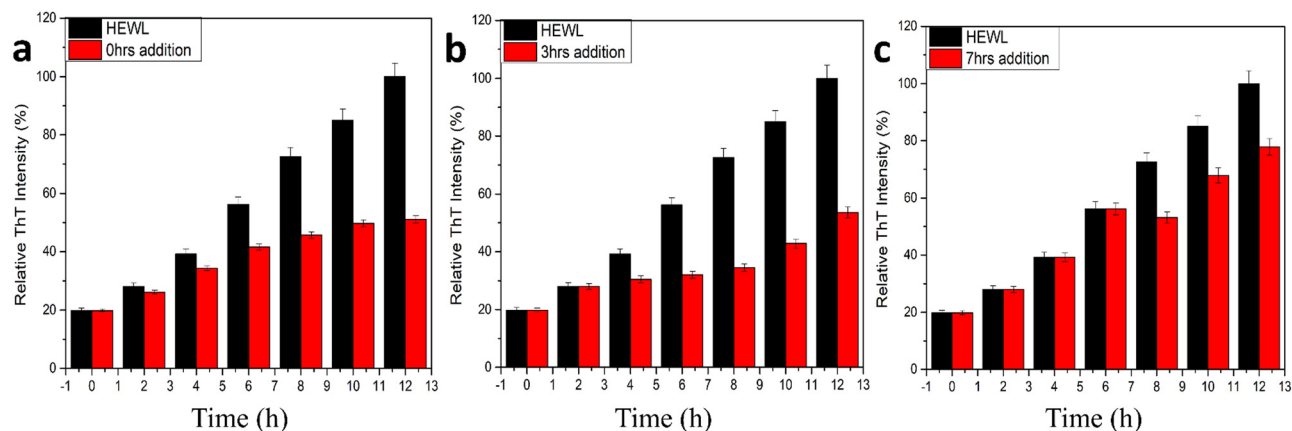 a
HEWL
0hrs addition
Relative ThT Intensity (%)
120
100
80
60
40
20
0
-1 0 1 2 3 4 5 6 7 8 9 10 11 12 13
Time (h)
b
HEWL
3hrs addition
Relative ThT Intensity (%)
120
100
80
60
40
20
0
-1 0 1 2 3 4 5 6 7 8 9 10 11 12 13
Time (h)
c
HEWL
7hrs addition
Relative ThT Intensity (%)
120
100
80
60
40
20
0
-1 0 1 2 3 4 5 6 7 8 9 10 11 12 13
Time (h)